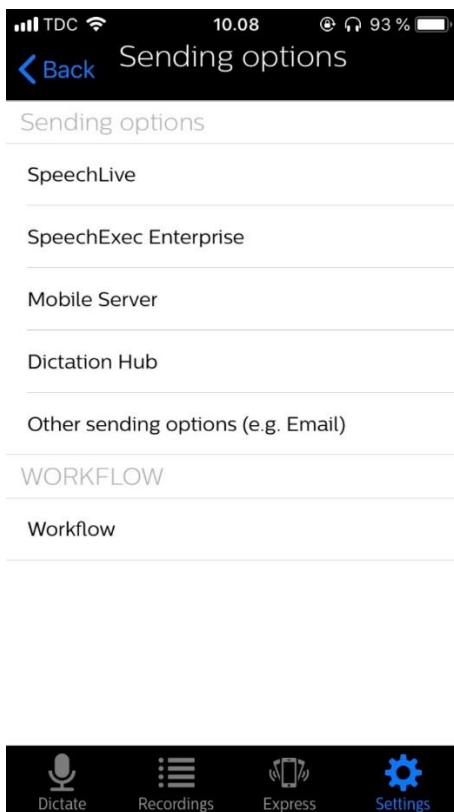 TDC 10.08 93 %
Back Sending options
Sending options
SpeechLive
SpeechExec Enterprise
Mobile Server
Dictation Hub
Other sending options (e.g. Email)
WORKFLOW
Workflow
Dictate Recordings Express Settings